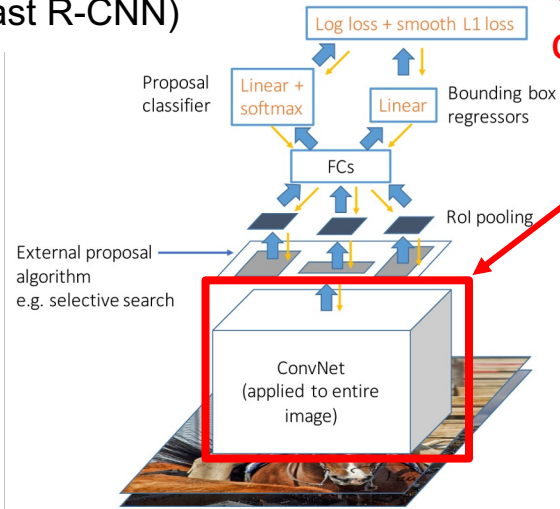 ast R-CNN)
Log loss + smooth L1 loss
Proposal
classifier
Linear +
softmax
Linear
Bounding box
regressors
FCs
RoI pooling
External proposal
algorithm
e.g. selective search
ConvNet
(applied to entire
image)